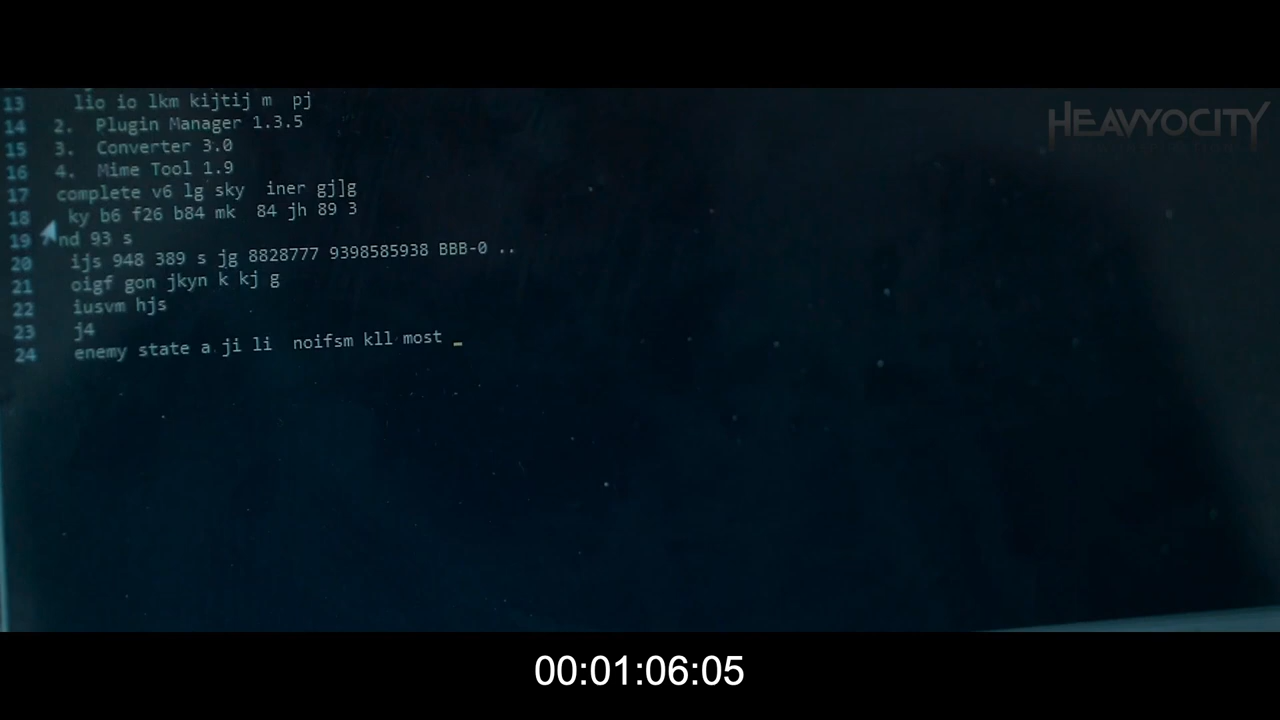 13 lio io lkm kijtij m pj
14 2. Plugin Manager 1.3.5
15 3. Converter 3.0
16 4. Mime Tool 1.9
17 complete v6 lg sky iner gj]g
18 ky b6 f26 b84 mk 84 jh 89 3
19 nd 93 s
20 ijs 948 389 s jg 8828777 9398585938 BBB-0 ..
21 oigf gon jkyn k kj g
22 iusvm hjs
23 j4
24 enemy state a ji li noifsm kll most _
HEAVYOCITY
00:01:06:05